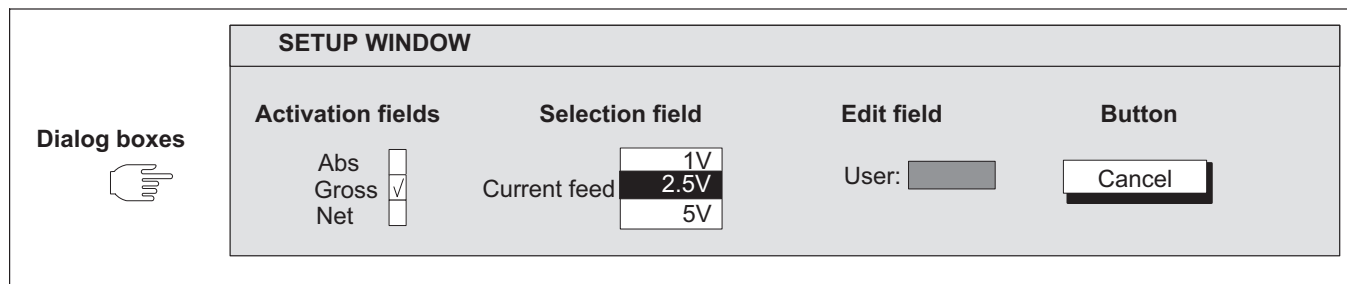 SETUP WINDOW
Dialog boxes
Activation fields
Abs
Gross √
Net
Selection field
Current feed
1V
2.5V
5V
Edit field
User:
Button
Cancel